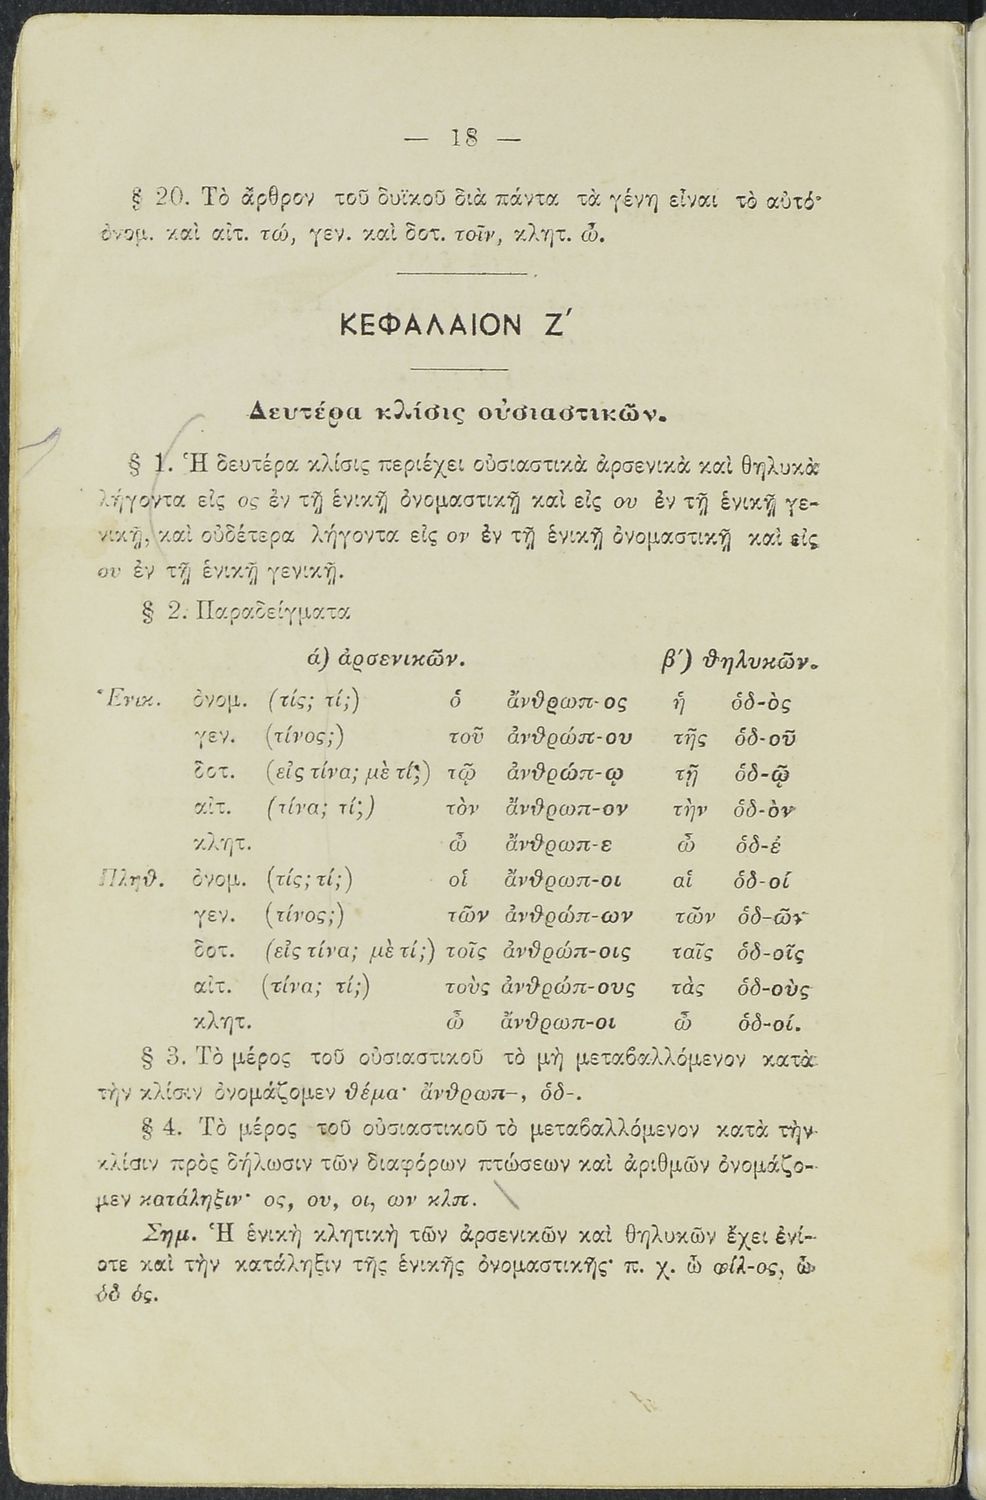 — 18 —
§ 20. Τὸ ἄρθρον τοῦ δυϊκοῦ διὰ πάντα τὰ γένη εἶναι τὸ αὐτό·
ὀνομ. καὶ αἰτ. τώ, γεν. καὶ δοτ. τοῖν, κλητ. ὦ.
ΚΕΦΑΛΑΙΟΝ Ζ΄
Δευτέρα κλίσις οὐσιαστικῶν.
§ 1. Ἡ δευτέρα κλίσις περιέχει οὐσιαστικὰ ἀρσενικὰ καὶ θηλυκὰ
λήγοντα εἰς ος ἐν τῇ ἑνικῇ ὀνομαστικῇ καὶ εἰς ου ἐν τῇ ἑνικῇ γε-
νικῇ, καὶ οὐδέτερα λήγοντα εἰς ον ἐν τῇ ἑνικῇ ὀνομαστικῇ καὶ εἰς
ου ἐν τῇ ἑνικῇ γενικῇ.
§ 2. Παραδείγματα
ά) ἀρσενικῶν. β΄) θηλυκῶν.
Ἑνικ. ὀνομ. (τίς; τί;) ὁ ἄνθρωπ-ος ἡ ὁδ-ὸς
γεν. (τίνος;) τοῦ ἀνθρώπ-ου τῆς ὁδ-οῦ
δοτ. (εἰς τίνα; μὲ τί;) τῷ ἀνθρώπ-ῳ τῇ ὁδ-ῷ
αἰτ. (τίνα; τί;) τὸν ἄνθρωπ-ον τὴν ὁδ-ὸν
κλητ. ὦ ἄνθρωπ-ε ὦ ὁδ-έ
Πληθ. ὀνομ. (τίς; τί;) οἱ ἄνθρωπ-οι αἱ ὁδ-οί
γεν. (τίνος;) τῶν ἀνθρώπ-ων τῶν ὁδ-ῶν
δοτ. (εἰς τίνα; μὲ τί;) τοῖς ἀνθρώπ-οις ταῖς ὁδ-οῖς
αἰτ. (τίνα; τί;) τοὺς ἀνθρώπ-ους τὰς ὁδ-οὺς
κλητ. ὦ ἄνθρωπ-οι ὦ ὁδ-οί.
§ 3. Τὸ μέρος τοῦ οὐσιαστικοῦ τὸ μὴ μεταβαλλόμενον κατὰ
τὴν κλίσιν ὀνομάζομεν θέμα· ἄνθρωπ-, ὁδ-.
§ 4. Τὸ μέρος τοῦ οὐσιαστικοῦ τὸ μεταβαλλόμενον κατὰ τὴν
κλίσιν πρὸς δήλωσιν τῶν διαφόρων πτώσεων καὶ ἀριθμῶν ὀνομάζο-
μεν κατάληξιν· ος, ου, οι, ων κλπ.
Σημ. Ἡ ἑνικὴ κλητικὴ τῶν ἀρσενικῶν καὶ θηλυκῶν ἔχει ἐνί-
οτε καὶ τὴν κατάληξιν τῆς ἑνικῆς ὀνομαστικῆς· π. χ. ὦ φίλ-ος, ὦ
ὁδ ός.